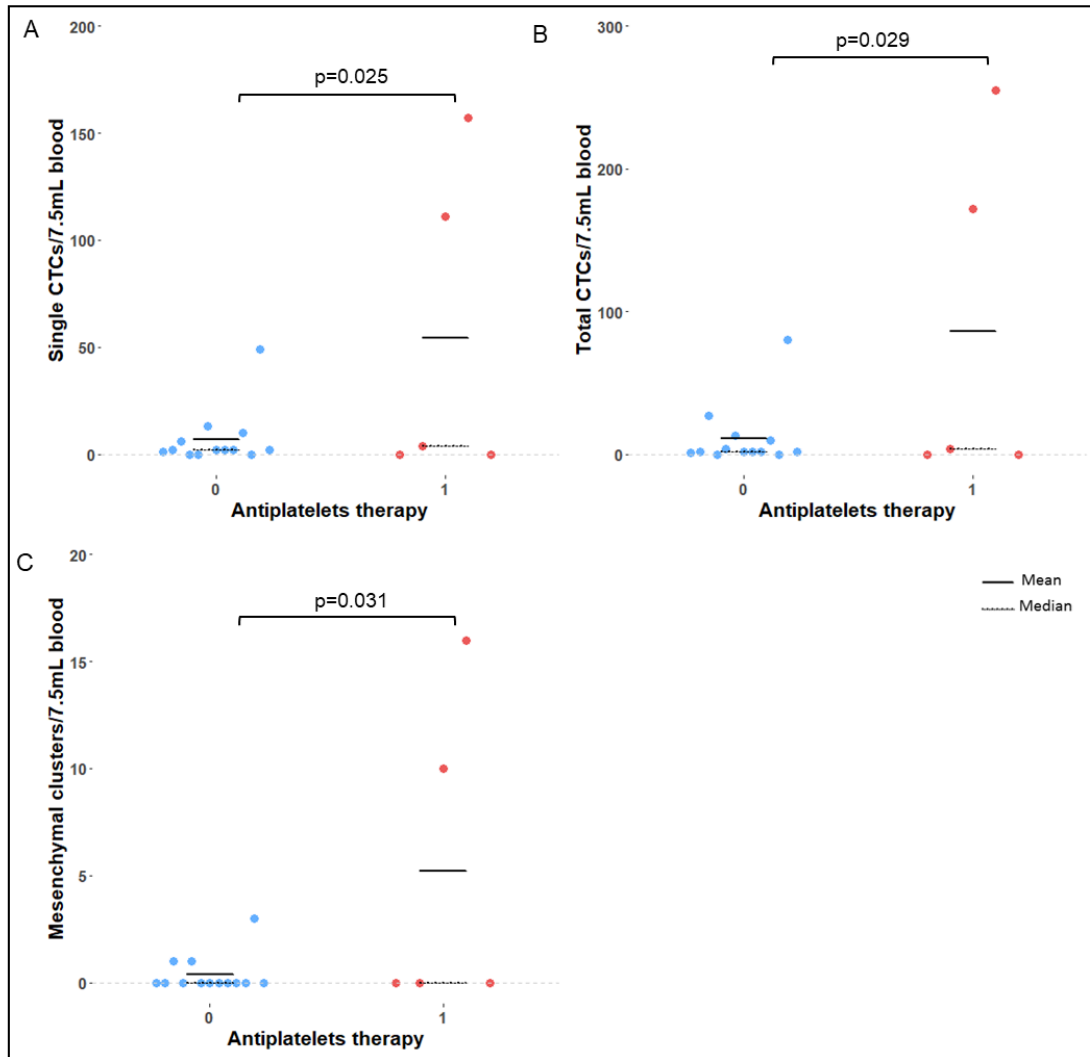 A
200
150
100
50
0
Single CTCs/7.5mL blood
p=0.025
0
1
Antiplatelets therapy
B
300
200
100
0
Total CTCs/7.5mL blood
p=0.029
0
1
Antiplatelets therapy
C
20
15
10
5
0
Mesenchymal clusters/7.5mL blood
p=0.031
0
1
Antiplatelets therapy
Mean
Median